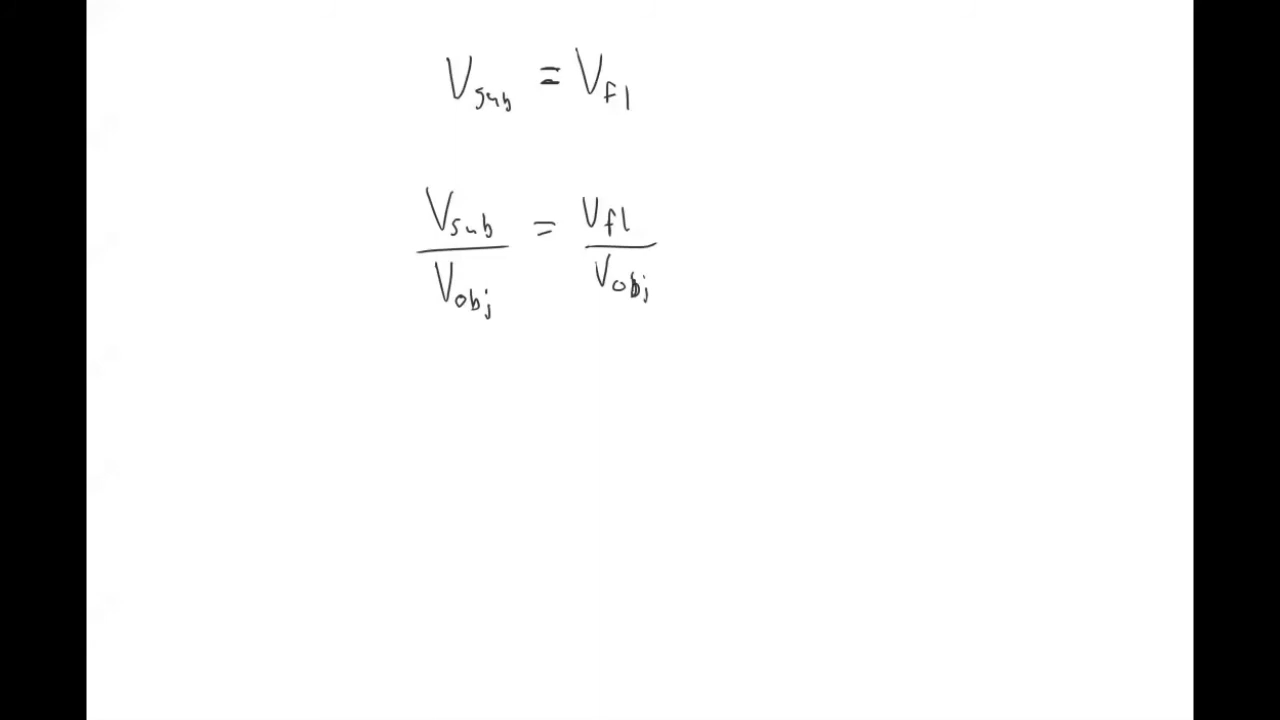 V_sub = V_fl
V_sub / V_obj = V_fl / V_obj